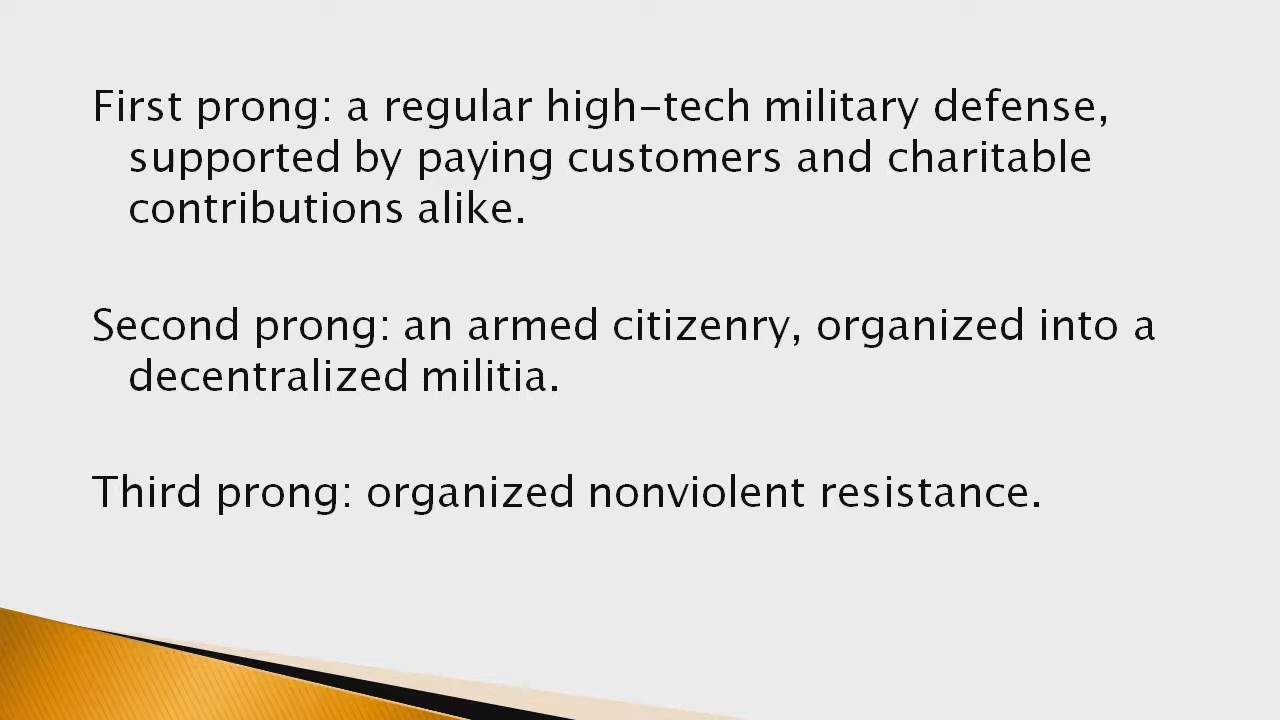 First prong: a regular high-tech military defense,
supported by paying customers and charitable
contributions alike.
Second prong: an armed citizenry, organized into a
decentralized militia.
Third prong: organized nonviolent resistance.